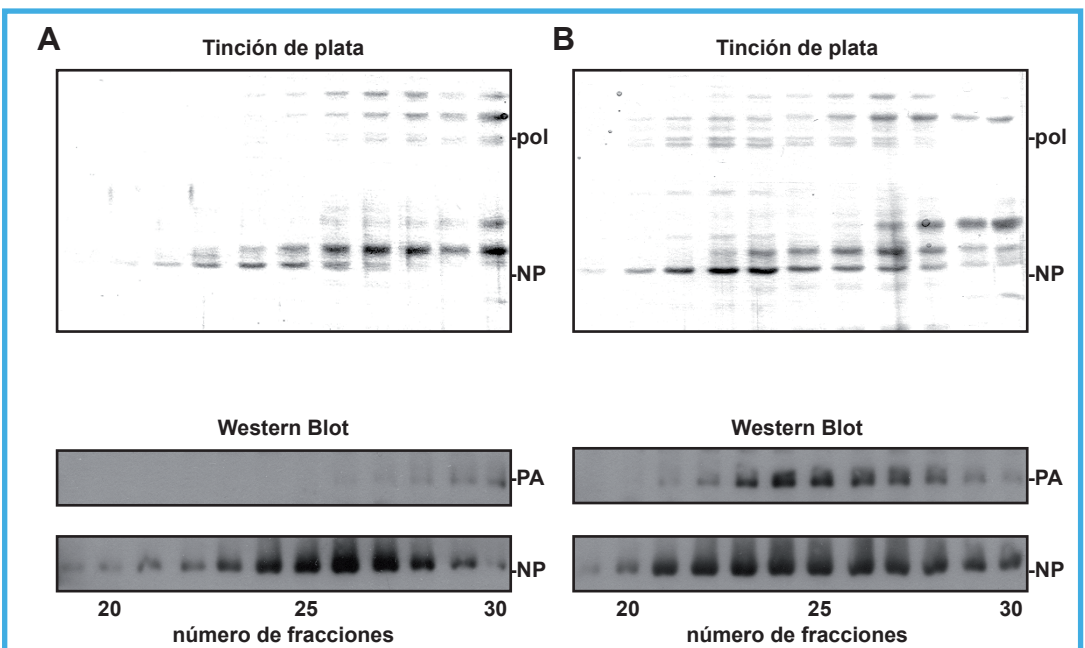 A
Tinción de plata
-pol
-NP
Western Blot
-PA
-NP
20 25 30
número de fracciones
B
Tinción de plata
-pol
-NP
Western Blot
-PA
-NP
20 25 30
número de fracciones